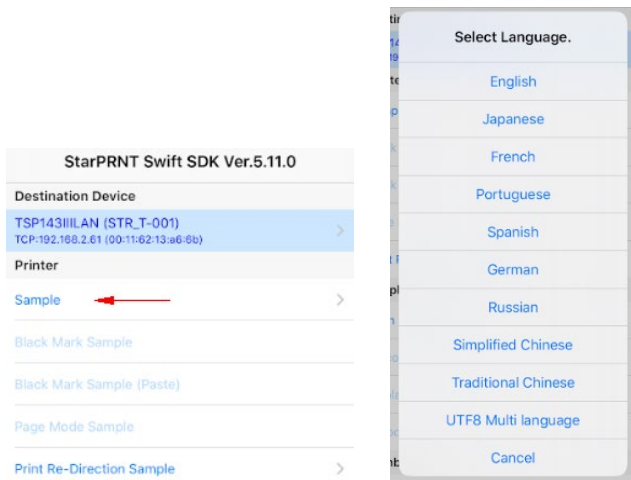 StarPRNT Swift SDK Ver.5.11.0
Destination Device
TSP143IIILAN (STR_T-001)
TCP:192.168.2.61 (00:11:62:13:a6:6b)
Printer
Sample
Black Mark Sample
Black Mark Sample (Paste)
Page Mode Sample
Print Re-Direction Sample
Select Language.
English
Japanese
French
Portuguese
Spanish
German
Russian
Simplified Chinese
Traditional Chinese
UTF8 Multi language
Cancel